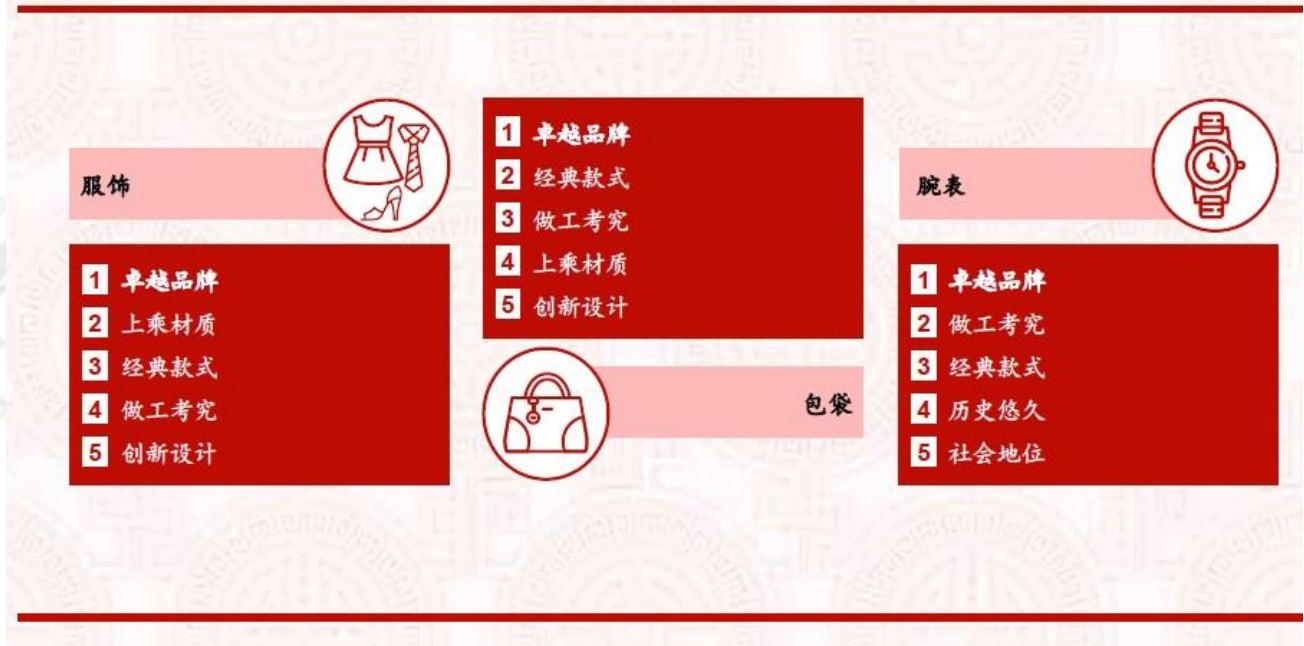 服饰
1 卓越品牌
2 上乘材质
3 经典款式
4 做工考究
5 创新设计
1 卓越品牌
2 经典款式
3 做工考究
4 上乘材质
5 创新设计
包袋
腕表
1 卓越品牌
2 做工考究
3 经典款式
4 历史悠久
5 社会地位